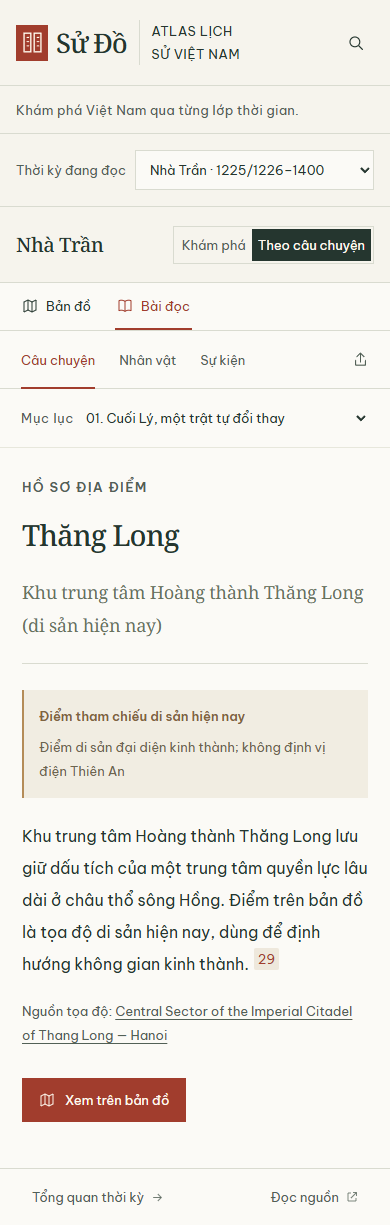 Sử Đồ
ATLAS LỊCH
SỬ VIỆT NAM
Khám phá Việt Nam qua từng lớp thời gian.
Thời kỳ đang đọc
Nhà Trần · 1225/1226–1400
Nhà Trần
Khám phá
Theo câu chuyện
Bản đồ
Bài đọc
Câu chuyện
Nhân vật
Sự kiện
Mục lục
01. Cuối Lý, một trật tự đổi thay
HỒ SƠ ĐỊA ĐIỂM
Thăng Long
Khu trung tâm Hoàng thành Thăng Long
(di sản hiện nay)
Điểm tham chiếu di sản hiện nay
Điểm di sản đại diện kinh thành; không định vị
điện Thiên An
Khu trung tâm Hoàng thành Thăng Long lưu
giữ dấu tích của một trung tâm quyền lực lâu
dài ở châu thổ sông Hồng. Điểm trên bản đồ
là tọa độ di sản hiện nay, dùng để định
hướng không gian kinh thành. 29
Nguồn tọa độ: Central Sector of the Imperial Citadel
of Thang Long — Hanoi
Xem trên bản đồ
Tổng quan thời kỳ →
Đọc nguồn